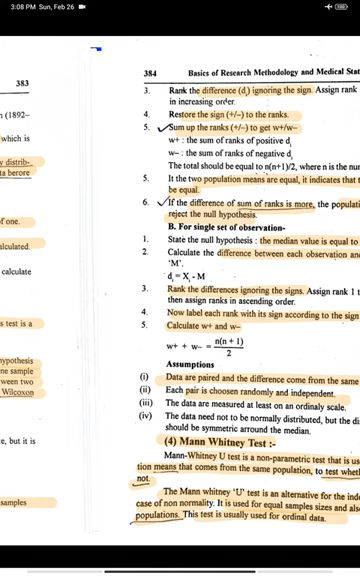 3:08 PM Sun, Feb 26
100
383
(1892–
which is
y distrib-
ta berore
f one.
alculated.
calculate
s test is a
hypothesis
ne sample
ween two
Wilcoxon
e, but it is
samples
384 Basics of Research Methodology and Medical Stat
3. Rank the difference (di) ignoring the sign. Assign rank
in increasing order.
4. Restore the sign (+/–) to the ranks.
5. Sum up the ranks (+/–) to get w+/w–
w+ : the sum of ranks of positive di
w– : the sum of ranks of negative di
The total should be equal to n(n+1)/2, where n is the nu
5. It the two population means are equal, it indicates that t
be equal.
6. If the difference of sum of ranks is more, the populati
reject the null hypothesis.
B. For single set of observation-
1. State the null hypothesis : the median value is equal to
2. Calculate the difference between each observation and
‘M’.
di = Xi - M
3. Rank the differences ignoring the signs. Assign rank 1 t
then assign ranks in ascending order.
4. Now label each rank with its sign according to the sign
5. Calculate w+ and w–
w+ + w– = n(n + 1)
2
Assumptions
(i) Data are paired and the difference come from the same
(ii) Each pair is choosen randomly and independent.
(iii) The data are measured at least on an ordinaly scale.
(iv) The data need not to be normally distributed, but the di
should be symmetric arround the median.
(4) Mann Whitney Test :-
Mann-Whitney U test is a non-parametric test that is us
tion means that comes from the same population, to test wheth
not.
The Mann whitney ‘U’ test is an alternative for the inde
case of non normality. It is used for equal samples sizes and als
populations. This test is usually used for ordinal data.